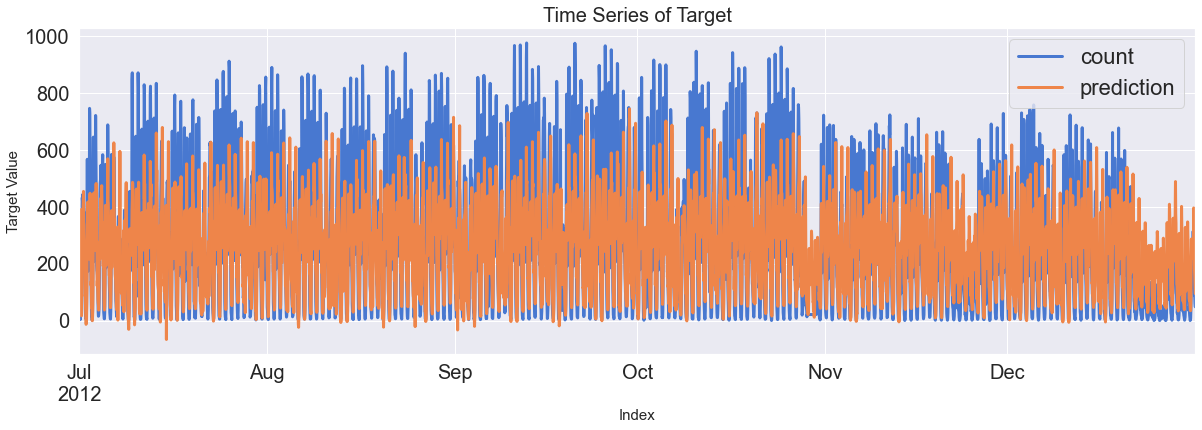 Time Series of Target
1000
800
600
400
200
0
Target Value
count
prediction
Jul Aug Sep Oct Nov Dec
2012
Index